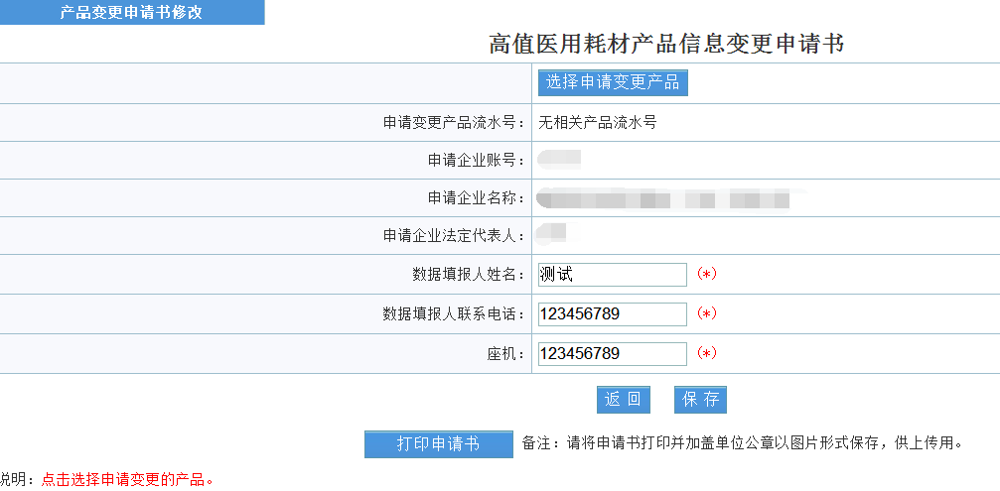 产品变更申请书修改
高值医用耗材产品信息变更申请书
选择申请变更产品
申请变更产品流水号： 无相关产品流水号
申请企业账号：
申请企业名称：
申请企业法定代表人：
数据填报人姓名： 测试 (*)
数据填报人联系电话： 123456789 (*)
座机： 123456789 (*)
返 回 保 存
打印申请书 备注：请将申请书打印并加盖单位公章以图片形式保存，供上传用。
说明：点击选择申请变更的产品。